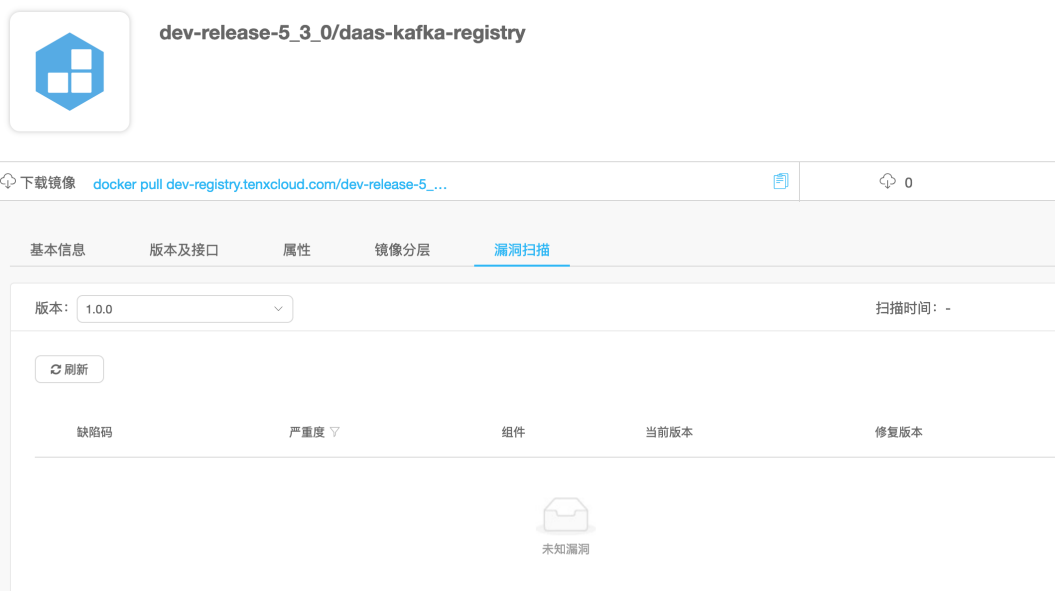 dev-release-5_3_0/daas-kafka-registry
下载镜像 docker pull dev-registry.tenxcloud.com/dev-release-5_… 0
基本信息 版本及接口 属性 镜像分层 漏洞扫描
版本： 1.0.0 扫描时间： -
刷新
缺陷码 严重度 组件 当前版本 修复版本
未知漏洞